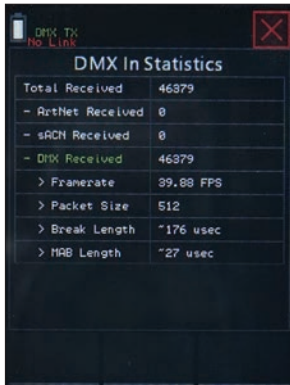 DMX TX
No Link
DMX In Statistics
Total Received 46379
- ArtNet Received 0
- sACN Received 0
- DMX Received 46379
> Framerate 39.88 FPS
> Packet Size 512
> Break Length ~176 usec
> MAB Length ~27 usec